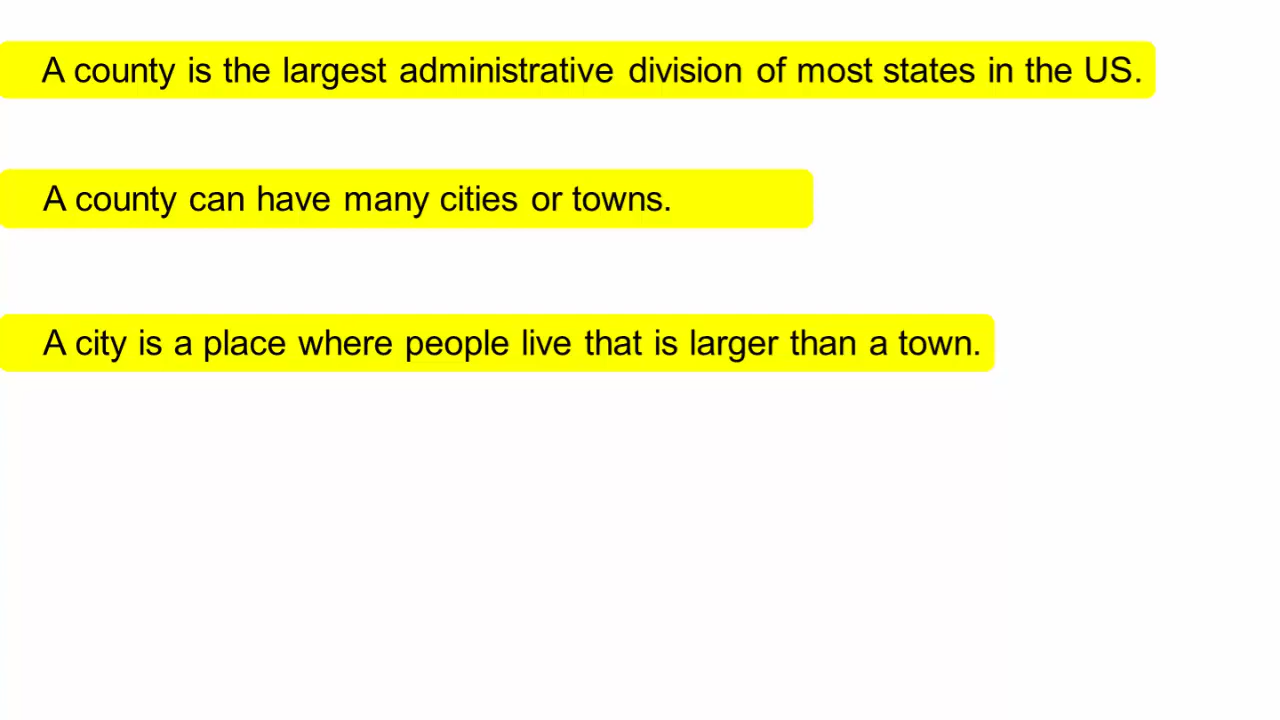 A county is the largest administrative division of most states in the US.
A county can have many cities or towns.
A city is a place where people live that is larger than a town.